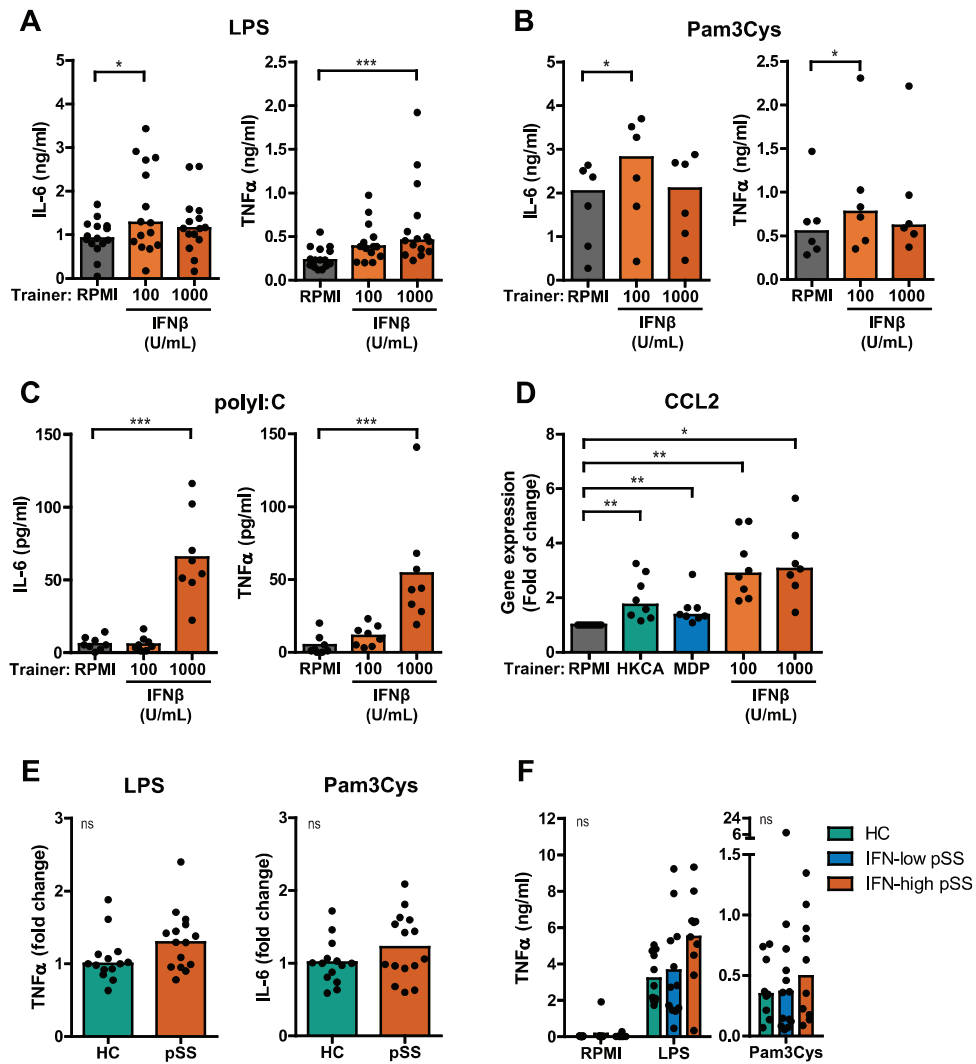 A
LPS
IL-6 (ng/ml)
5
4
3
2
1
0
*
Trainer: RPMI 100 1000
IFNβ
(U/mL)
TNFα (ng/ml)
2.5
2.0
1.5
1.0
0.5
0.0
***
RPMI 100 1000
IFNβ
(U/mL)
B
Pam3Cys
IL-6 (ng/ml)
5
4
3
2
1
0
*
Trainer: RPMI 100 1000
IFNβ
(U/mL)
TNFα (ng/ml)
2.5
2.0
1.5
1.0
0.5
0.0
*
RPMI 100 1000
IFNβ
(U/mL)
C
polyI:C
IL-6 (pg/ml)
150
100
50
0
***
Trainer: RPMI 100 1000
IFNβ
(U/mL)
TNFα (pg/ml)
150
100
50
0
***
RPMI 100 1000
IFNβ
(U/mL)
D
CCL2
Gene expression
(Fold of change)
8
6
4
2
0
*
**
**
**
Trainer: RPMI HKCA MDP 100 1000
IFNβ
(U/mL)
E
LPS
TNFα (fold change)
3
2
1
0
ns
HC pSS
Pam3Cys
IL-6 (fold change)
3
2
1
0
ns
HC pSS
F
TNFα (ng/ml)
12
10
8
6
4
2
0
ns
RPMI LPS
24
6
1.5
1.0
0.5
0.0
ns
Pam3Cys
HC
IFN-low pSS
IFN-high pSS